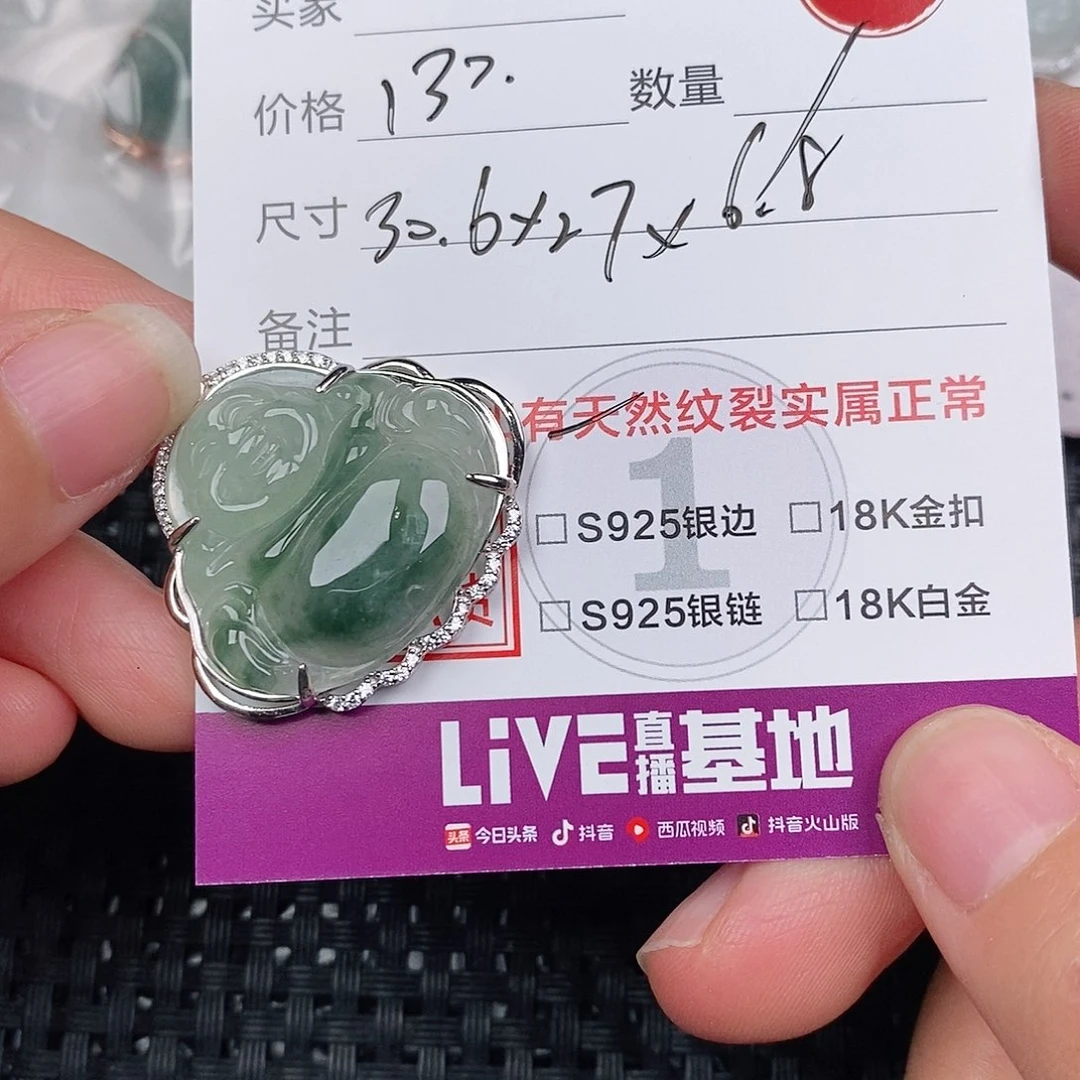 买家
价格 137. 数量
尺寸 30.6x27x6.8
备注
有天然纹裂实属正常
1
□ S925银边 □ 18K金扣
□ S925银链 □ 18K白金
LiVE直播基地
头条 今日头条 抖音 西瓜视频 抖音火山版